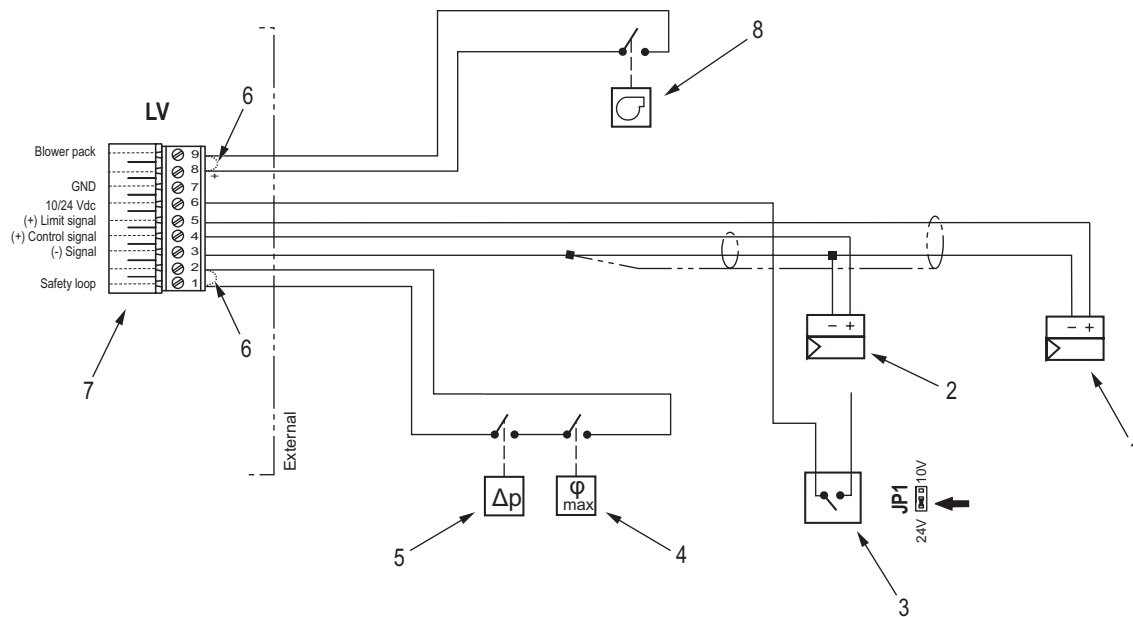 8
6
LV
Blower pack
9
8
+
GND
7
10/24 Vdc
6
(+) Limit signal
5
(+) Control signal
4
(-) Signal
3
2
Safety loop
1
6
7
External
− +
− +
2
5
Δp
φ
max
4
3
JP1
24V
10V